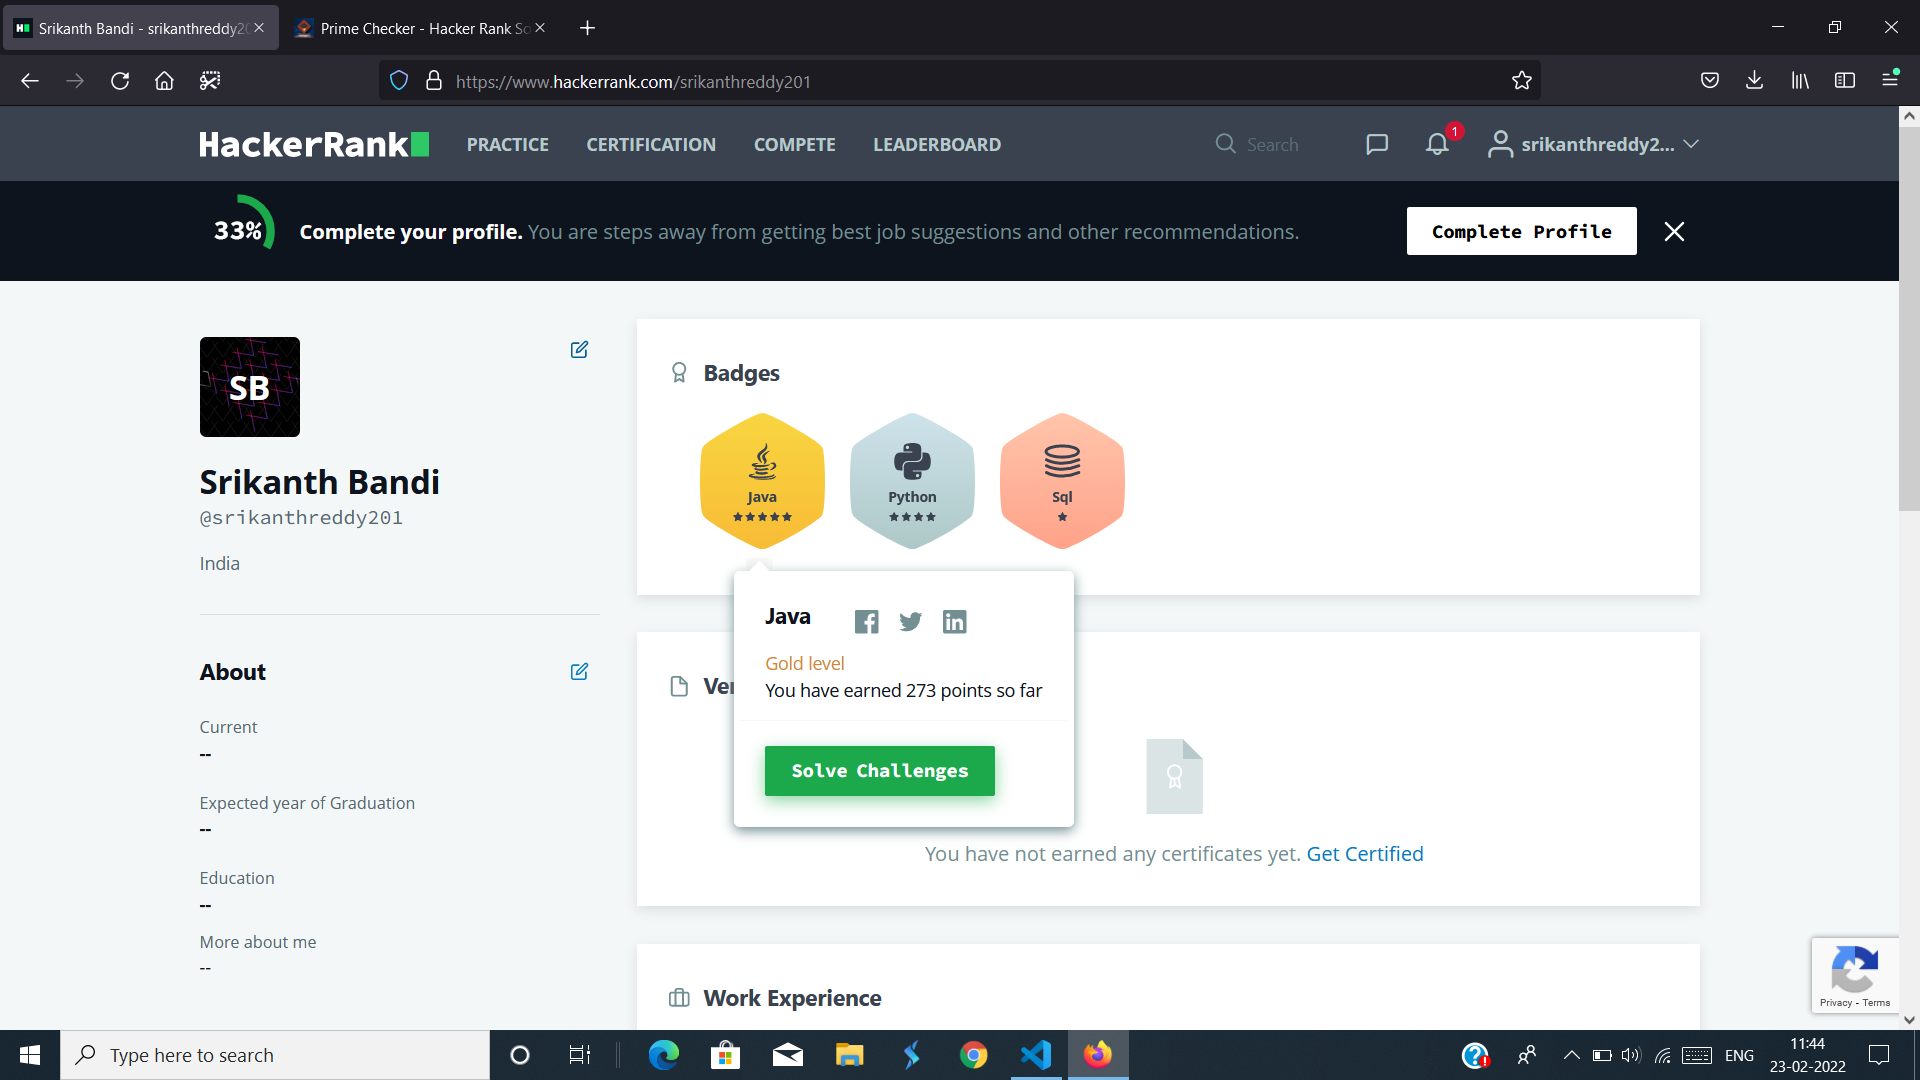 Srikanth Bandi - srikanthreddy20
Prime Checker - Hacker Rank So
https://www.hackerrank.com/srikanthreddy201
HackerRank
PRACTICE
CERTIFICATION
COMPETE
LEADERBOARD
Search
1
srikanthreddy2...
33%
Complete your profile. You are steps away from getting best job suggestions and other recommendations.
Complete Profile
SB
Srikanth Bandi
@srikanthreddy201
India
About
Current
--
Expected year of Graduation
--
Education
--
More about me
--
Badges
Java
Python
Sql
Java
Gold level
You have earned 273 points so far
Solve Challenges
Ver
You have not earned any certificates yet. Get Certified
Work Experience
Privacy - Terms
Type here to search
ENG
11:44
23-02-2022